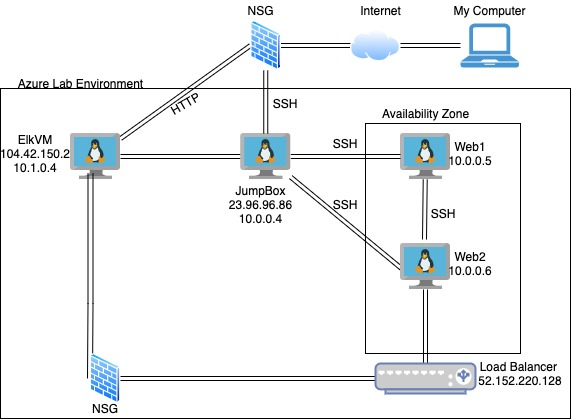 NSG
Internet
My Computer
Azure Lab Environment
HTTP
SSH
Availability Zone
ElkVM
104.42.150.2
10.1.0.4
SSH
Web1
10.0.0.5
JumpBox
23.96.96.86
10.0.0.4
SSH
SSH
Web2
10.0.0.6
Load Balancer
52.152.220.128
NSG